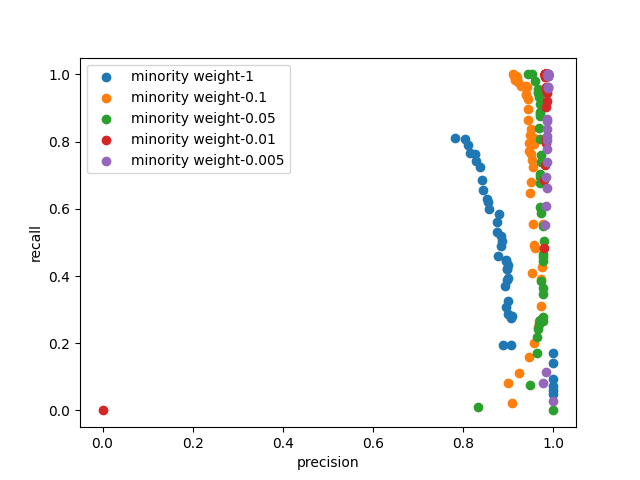 1.0
0.8
0.6
0.4
0.2
0.0
recall
minority weight-1
minority weight-0.1
minority weight-0.05
minority weight-0.01
minority weight-0.005
0.0 0.2 0.4 0.6 0.8 1.0
precision